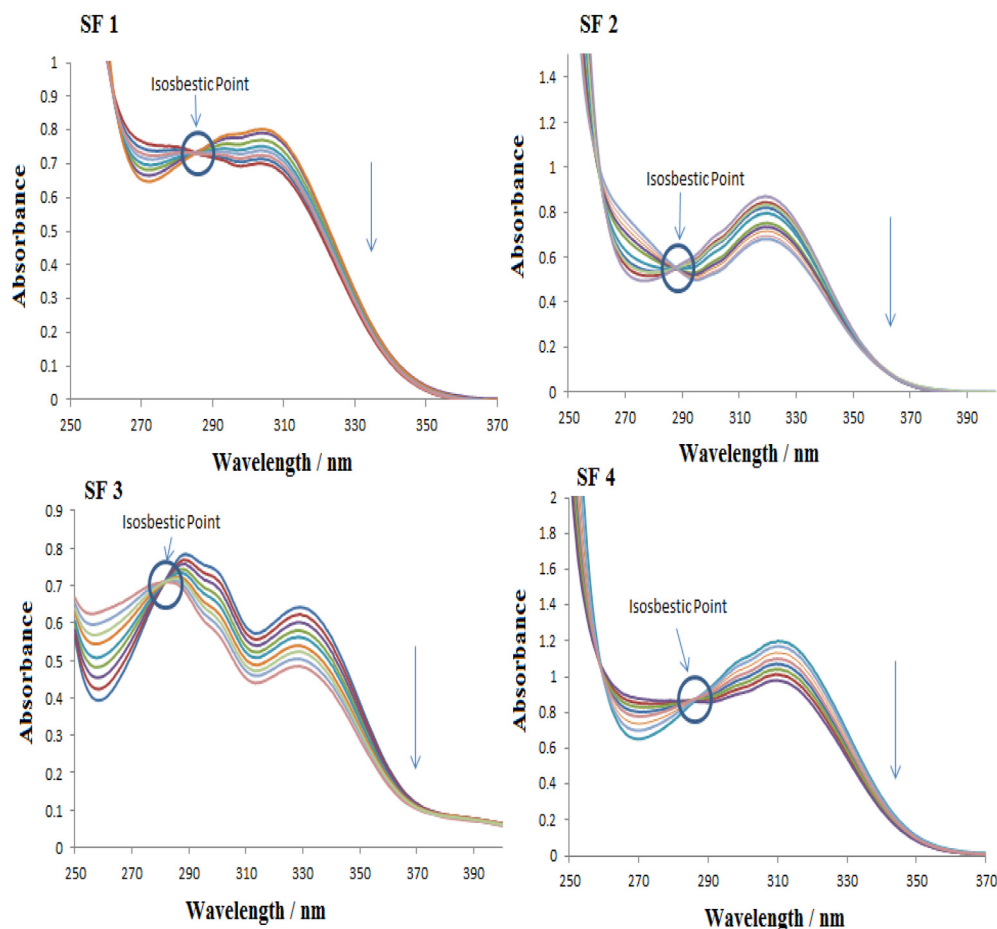 SF 1
Absorbance
1
0.9
0.8
0.7
0.6
0.5
0.4
0.3
0.2
0.1
0
Isosbestic Point
250 270 290 310 330 350 370
Wavelength / nm
SF 2
Absorbance
1.4
1.2
1
0.8
0.6
0.4
0.2
0
Isosbestic Point
250 270 290 310 330 350 370 390
Wavelength / nm
SF 3
Absorbance
0.9
0.8
0.7
0.6
0.5
0.4
0.3
0.2
0.1
0
Isosbestic Point
250 270 290 310 330 350 370 390
Wavelength / nm
SF 4
Absorbance
2
1.8
1.6
1.4
1.2
1
0.8
0.6
0.4
0.2
0
Isosbestic Point
250 270 290 310 330 350 370
Wavelength / nm